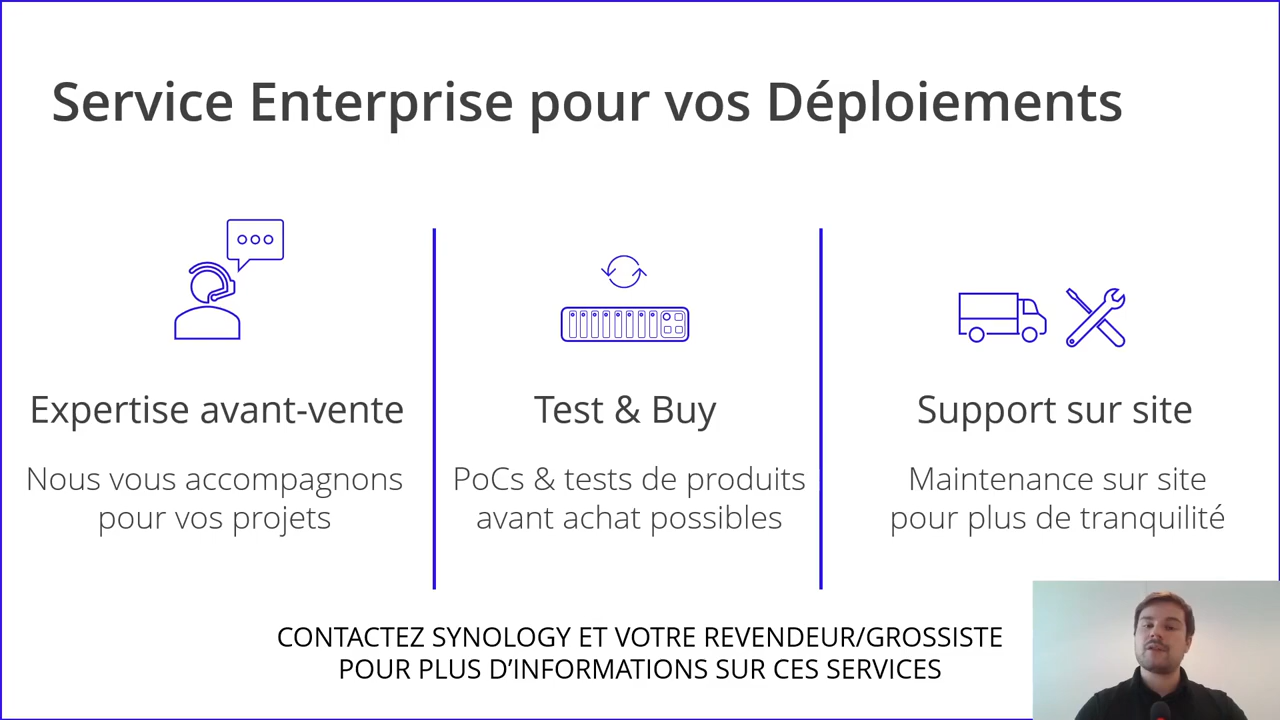 Service Enterprise pour vos Déploiements
Expertise avant-vente
Nous vous accompagnons
pour vos projets
Test & Buy
PoCs & tests de produits
avant achat possibles
Support sur site
Maintenance sur site
pour plus de tranquilité
CONTACTEZ SYNOLOGY ET VOTRE REVENDEUR/GROSSISTE
POUR PLUS D’INFORMATIONS SUR CES SERVICES